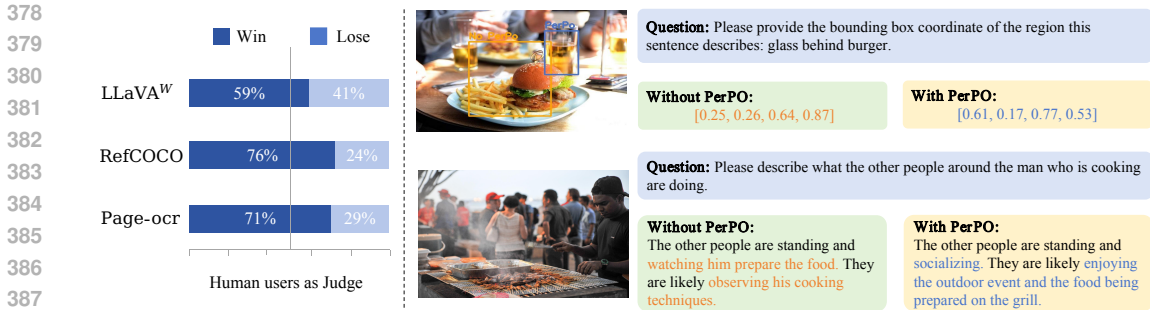 378
379
380
381
382
383
384
385
386
387
Win Lose
LLaVA^W 59% 41%
RefCOCO 76% 24%
Page-ocr 71% 29%
Human users as Judge
No PerPO
PerPO
Question: Please provide the bounding box coordinate of the region this
sentence describes: glass behind burger.
Without PerPO:
[0.25, 0.26, 0.64, 0.87]
With PerPO:
[0.61, 0.17, 0.77, 0.53]
Question: Please describe what the other people around the man who is cooking
are doing.
Without PerPO:
The other people are standing and
watching him prepare the food. They
are likely observing his cooking
techniques.
With PerPO:
The other people are standing and
socializing. They are likely enjoying
the outdoor event and the food being
prepared on the grill.